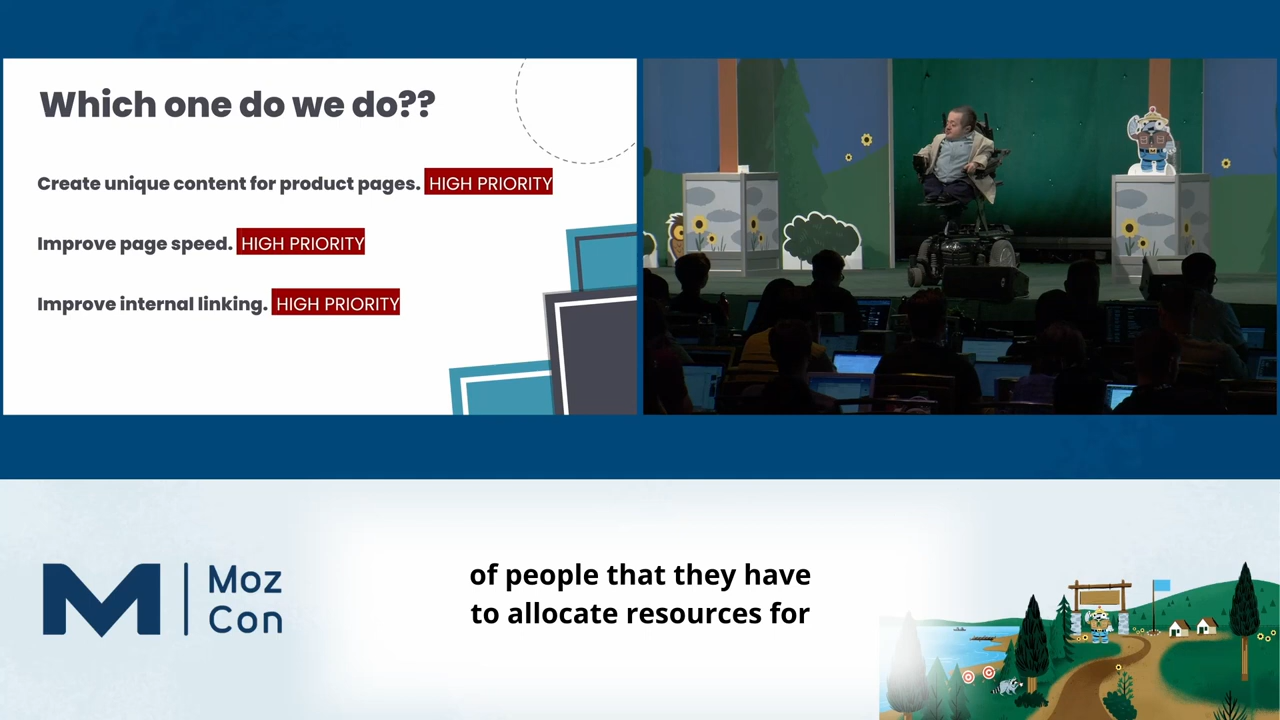 Which one do we do??
Create unique content for product pages. HIGH PRIORITY
Improve page speed. HIGH PRIORITY
Improve internal linking. HIGH PRIORITY
M Moz
Con
of people that they have
to allocate resources for